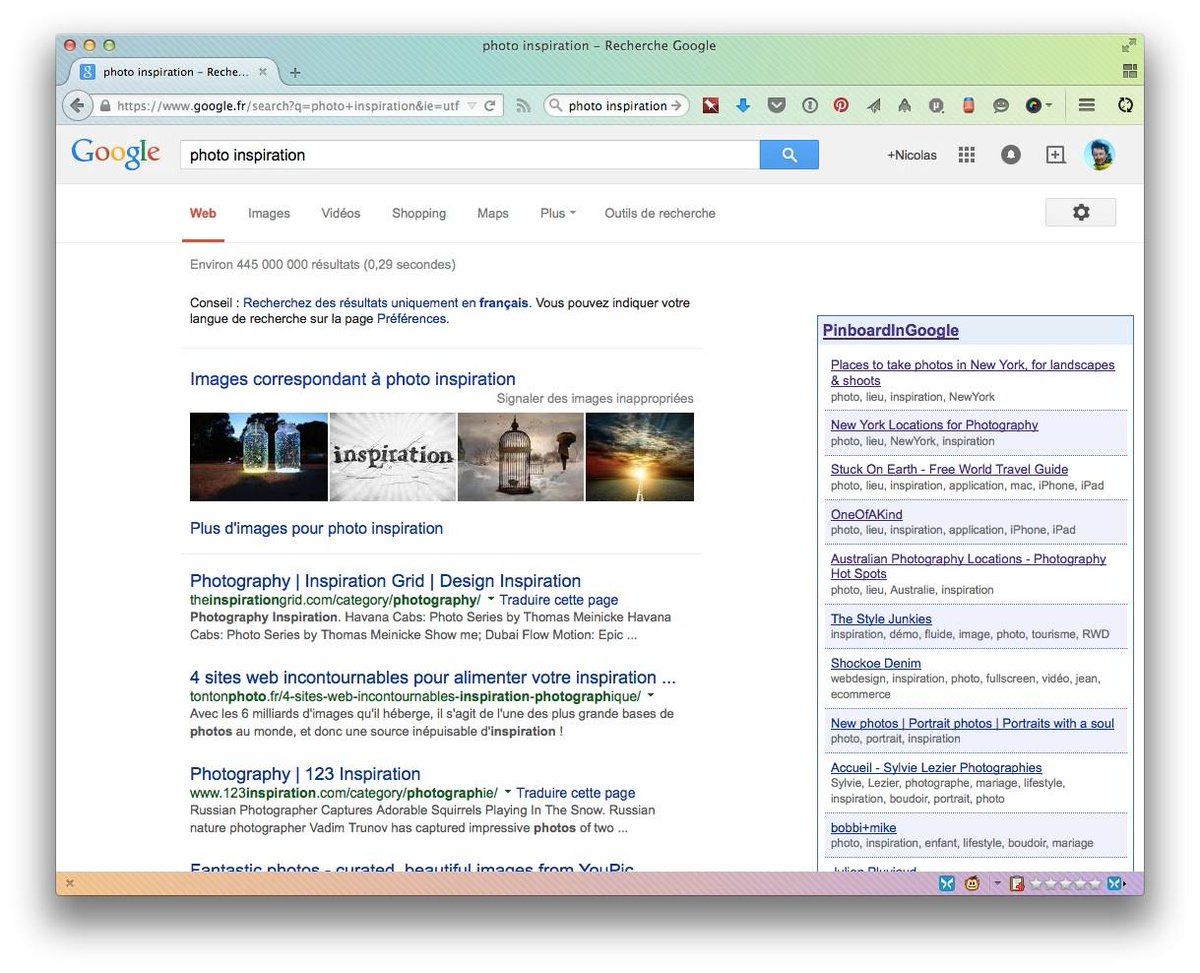 photo inspiration – Recherche Google
photo inspiration – Reche...
https://www.google.fr/search?q=photo+inspiration&ie=utf
photo inspiration
Google
photo inspiration
+Nicolas
Web
Images
Vidéos
Shopping
Maps
Plus
Outils de recherche
Environ 445 000 000 résultats (0,29 secondes)
Conseil : Recherchez des résultats uniquement en français. Vous pouvez indiquer votre
langue de recherche sur la page Préférences.
Images correspondant à photo inspiration
Signaler des images inappropriées
inspiration
Plus d'images pour photo inspiration
Photography | Inspiration Grid | Design Inspiration
theinspirationgrid.com/category/photography/ Traduire cette page
Photography Inspiration. Havana Cabs: Photo Series by Thomas Meinicke Havana
Cabs: Photo Series by Thomas Meinicke Show me; Dubai Flow Motion: Epic ...
4 sites web incontournables pour alimenter votre inspiration ...
tontonphoto.fr/4-sites-web-incontournables-inspiration-photographique/
Avec les 6 milliards d'images qu'il héberge, il s'agit de l'une des plus grande bases de
photos au monde, et donc une source inépuisable d'inspiration !
Photography | 123 Inspiration
www.123inspiration.com/category/photographie/ Traduire cette page
Russian Photographer Captures Adorable Squirrels Playing In The Snow. Russian
nature photographer Vadim Trunov has captured impressive photos of two ...
Fantastic photos - curated, beautiful images from YouPic
PinboardInGoogle
Places to take photos in New York, for landscapes
& shoots
photo, lieu, inspiration, NewYork
New York Locations for Photography
photo, lieu, NewYork, inspiration
Stuck On Earth - Free World Travel Guide
photo, lieu, inspiration, application, mac, iPhone, iPad
OneOfAKind
photo, lieu, inspiration, application, iPhone, iPad
Australian Photography Locations - Photography
Hot Spots
photo, lieu, Australie, inspiration
The Style Junkies
inspiration, démo, fluide, image, photo, tourisme, RWD
Shockoe Denim
webdesign, inspiration, photo, fullscreen, vidéo, jean,
ecommerce
New photos | Portrait photos | Portraits with a soul
photo, portrait, inspiration
Accueil - Sylvie Lezier Photographies
Sylvie, Lezier, photographe, mariage, lifestyle,
inspiration, boudoir, portrait, photo
bobbi+mike
photo, inspiration, enfant, lifestyle, boudoir, mariage
Julien Pluviaud